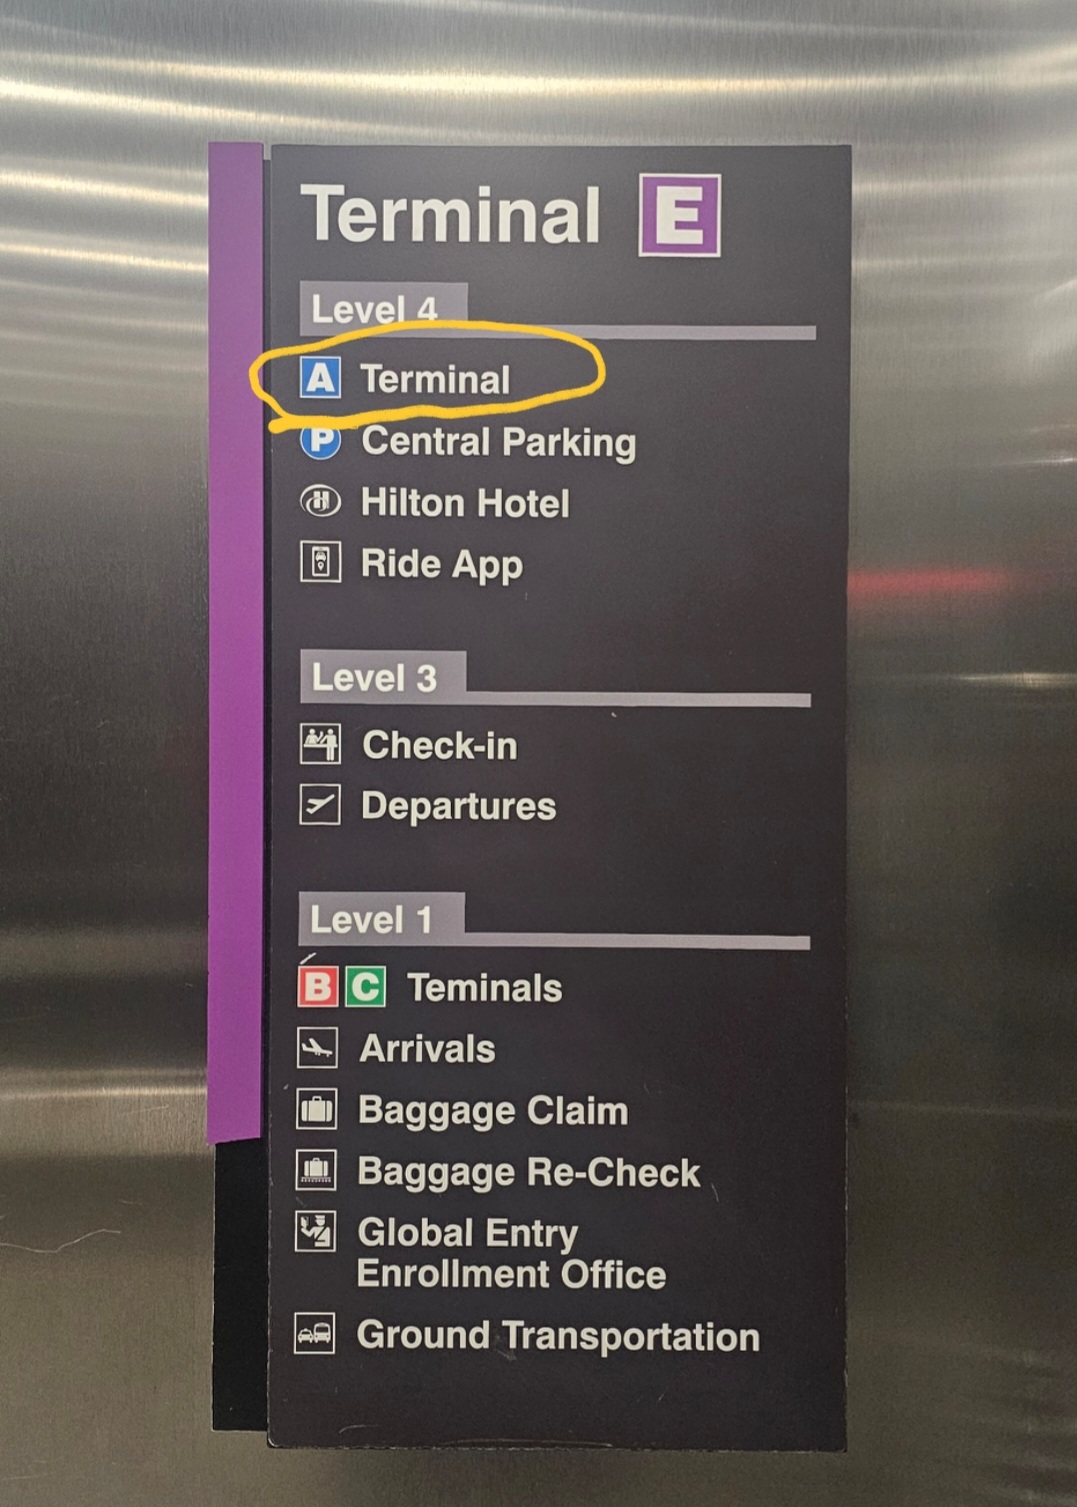 Terminal E
Level 4
A Terminal
P Central Parking
H Hilton Hotel
Ride App
Level 3
Check-in
Departures
Level 1
B C Teminals
Arrivals
Baggage Claim
Baggage Re-Check
Global Entry
Enrollment Office
Ground Transportation